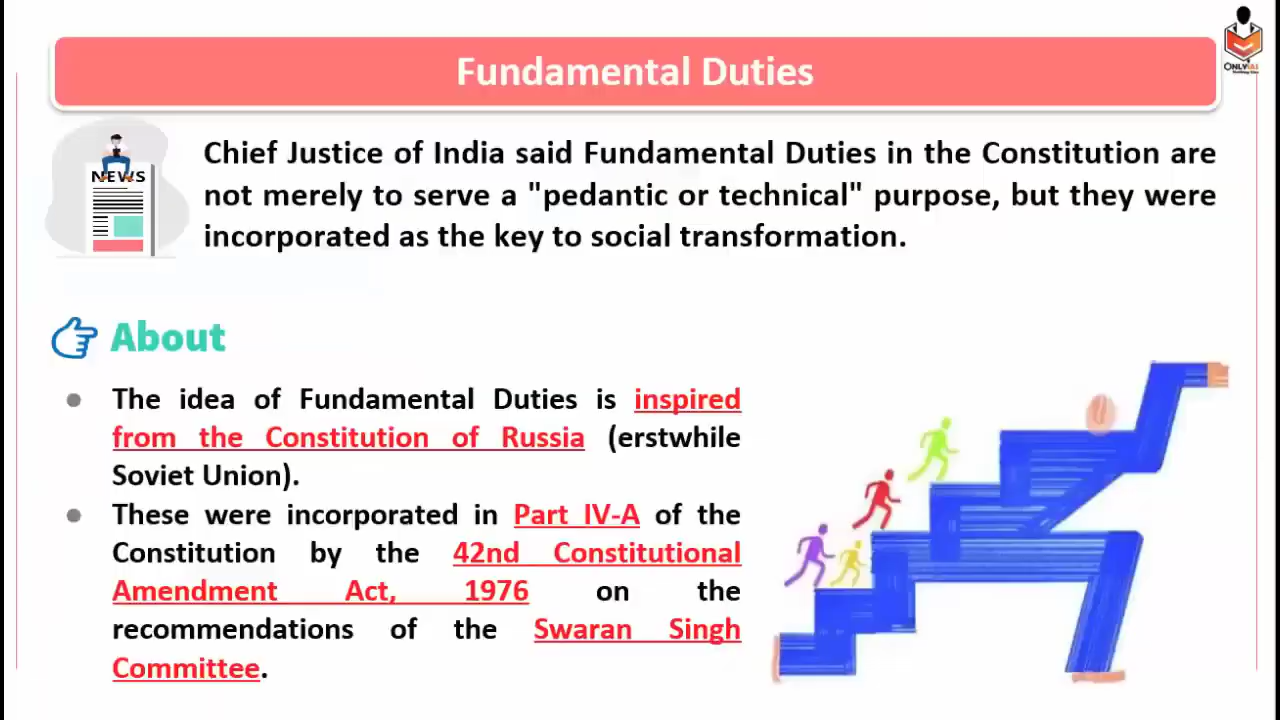 Fundamental Duties
ONLYIAS
NEWS
Chief Justice of India said Fundamental Duties in the Constitution are
not merely to serve a "pedantic or technical" purpose, but they were
incorporated as the key to social transformation.
About
The idea of Fundamental Duties is inspired
from the Constitution of Russia (erstwhile
Soviet Union).
These were incorporated in Part IV-A of the
Constitution by the 42nd Constitutional
Amendment Act, 1976 on the
recommendations of the Swaran Singh
Committee.